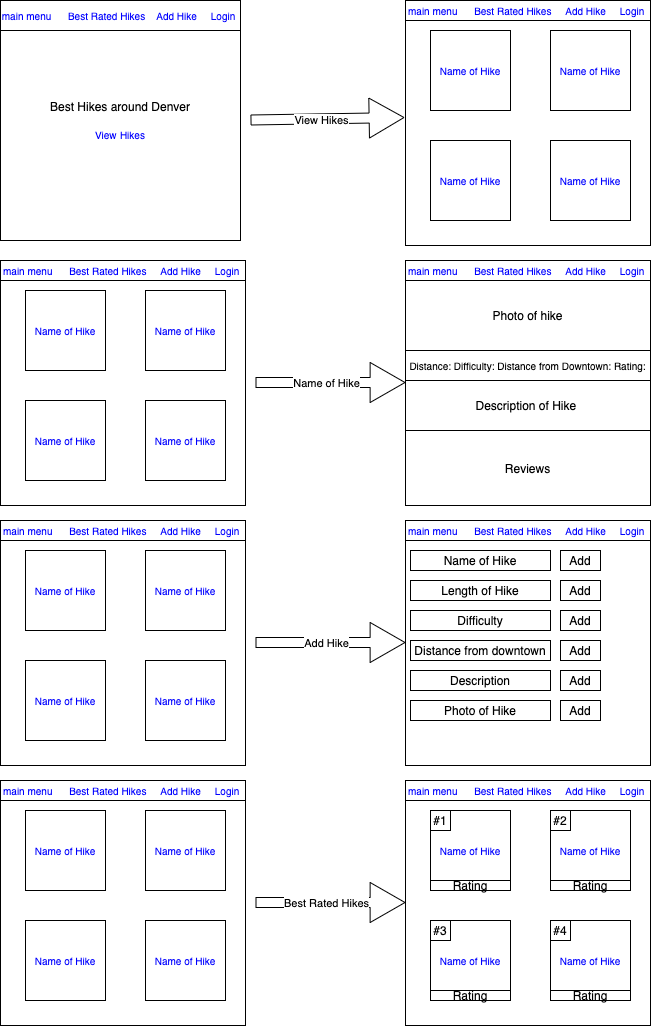 main menu Best Rated Hikes Add Hike Login
Best Hikes around Denver
View Hikes
View Hikes
main menu Best Rated Hikes Add Hike Login
Name of Hike Name of Hike
Name of Hike Name of Hike
main menu Best Rated Hikes Add Hike Login
Name of Hike Name of Hike
Name of Hike Name of Hike
Name of Hike
main menu Best Rated Hikes Add Hike Login
Photo of hike
Distance: Difficulty: Distance from Downtown: Rating:
Description of Hike
Reviews
main menu Best Rated Hikes Add Hike Login
Name of Hike Name of Hike
Name of Hike Name of Hike
Add Hike
main menu Best Rated Hikes Add Hike Login
Name of Hike Add
Length of Hike Add
Difficulty Add
Distance from downtown Add
Description Add
Photo of Hike Add
main menu Best Rated Hikes Add Hike Login
Name of Hike Name of Hike
Name of Hike Name of Hike
Best Rated Hikes
main menu Best Rated Hikes Add Hike Login
#1 #2
Name of Hike Name of Hike
Rating Rating
#3 #4
Name of Hike Name of Hike
Rating Rating